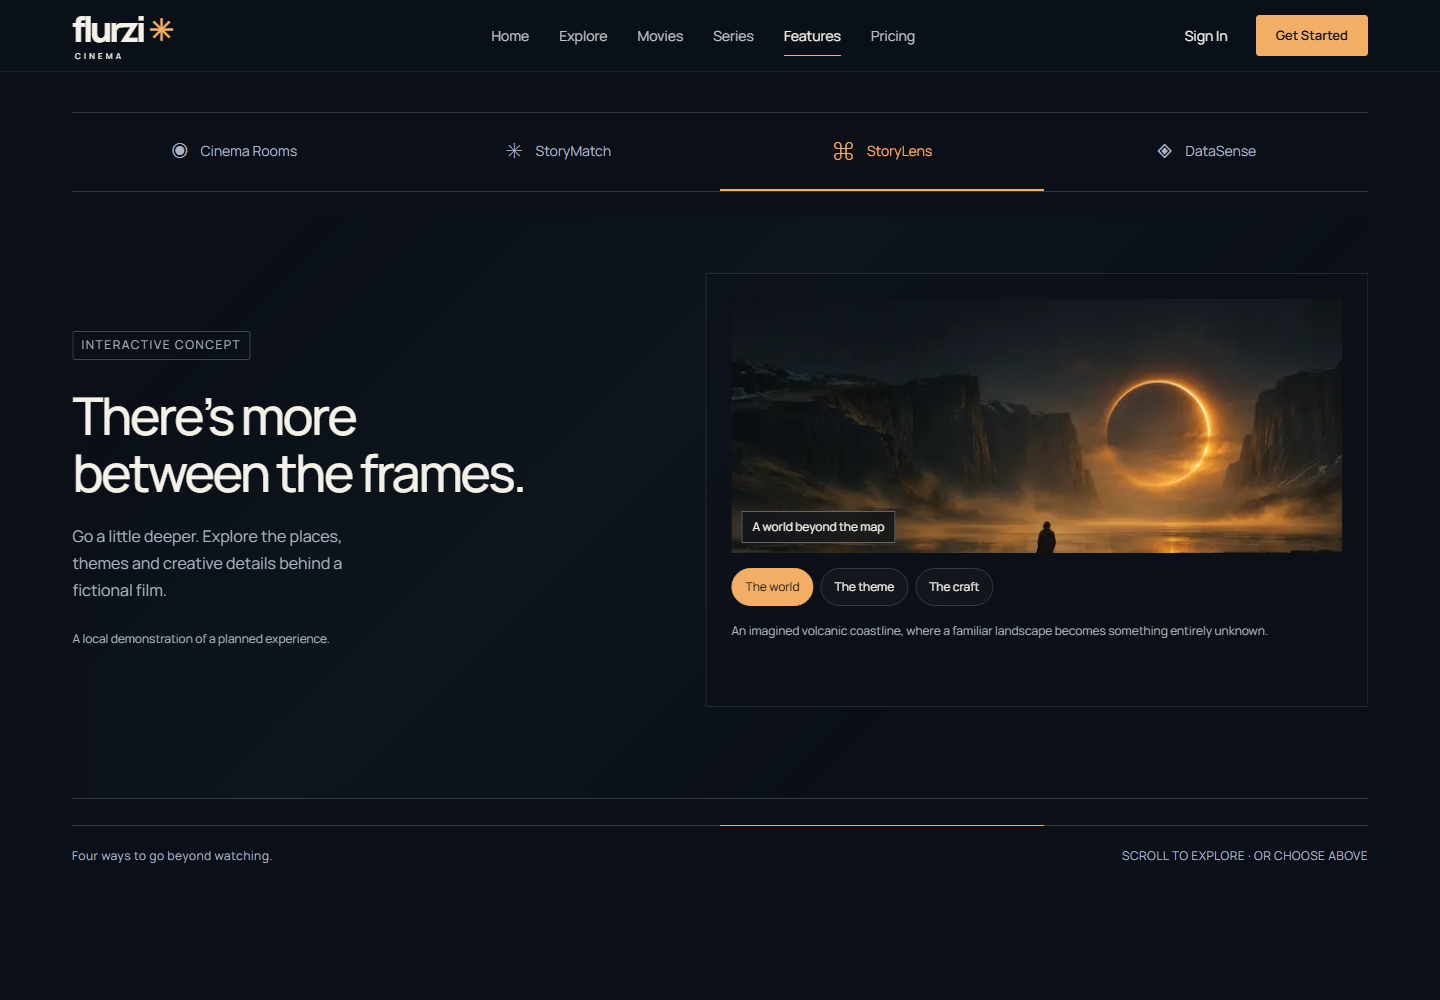 flurzi
CINEMA
Home
Explore
Movies
Series
Features
Pricing
Sign In
Get Started
Cinema Rooms
StoryMatch
StoryLens
DataSense
INTERACTIVE CONCEPT
There’s more
between the frames.
Go a little deeper. Explore the places,
themes and creative details behind a
fictional film.
A local demonstration of a planned experience.
A world beyond the map
The world
The theme
The craft
An imagined volcanic coastline, where a familiar landscape becomes something entirely unknown.
Four ways to go beyond watching.
SCROLL TO EXPLORE · OR CHOOSE ABOVE